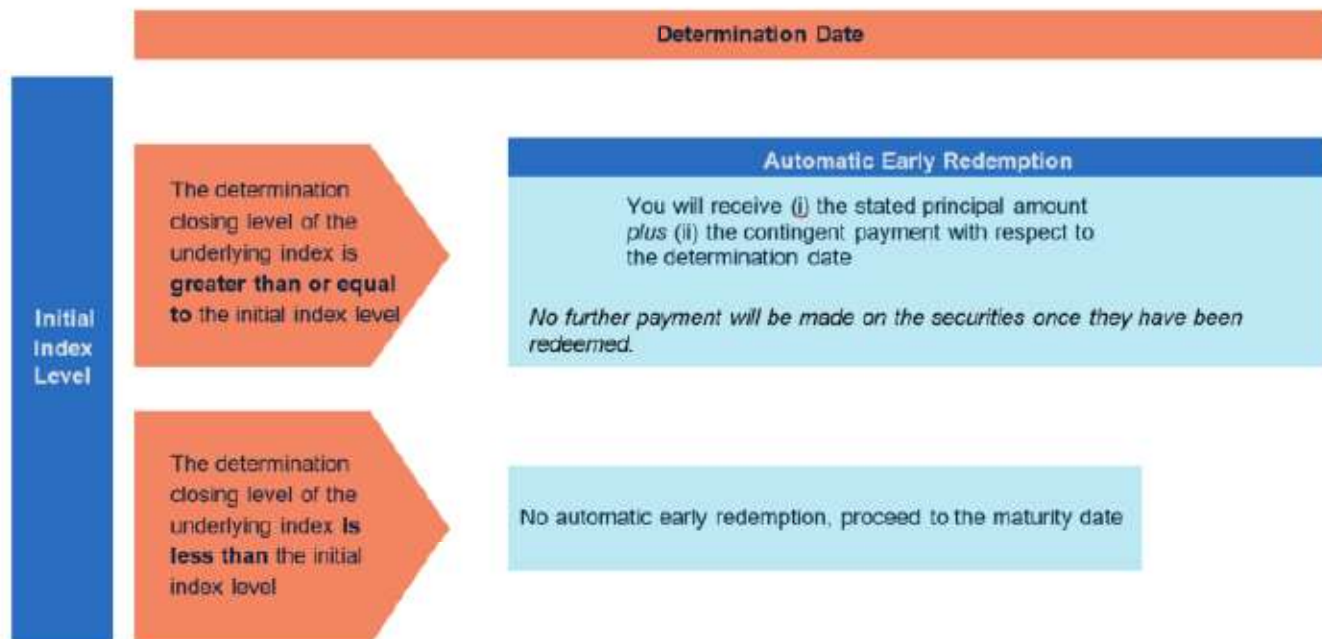 Determination Date
Initial
Index
Level
The determination
closing level of the
underlying index is
greater than or equal
to the initial index level
Automatic Early Redemption
You will receive (i) the stated principal amount
plus (ii) the contingent payment with respect to
the determination date
No further payment will be made on the securities once they have been
redeemed.
The determination
closing level of the
underlying index is
less than the initial
index level
No automatic early redemption, proceed to the maturity date